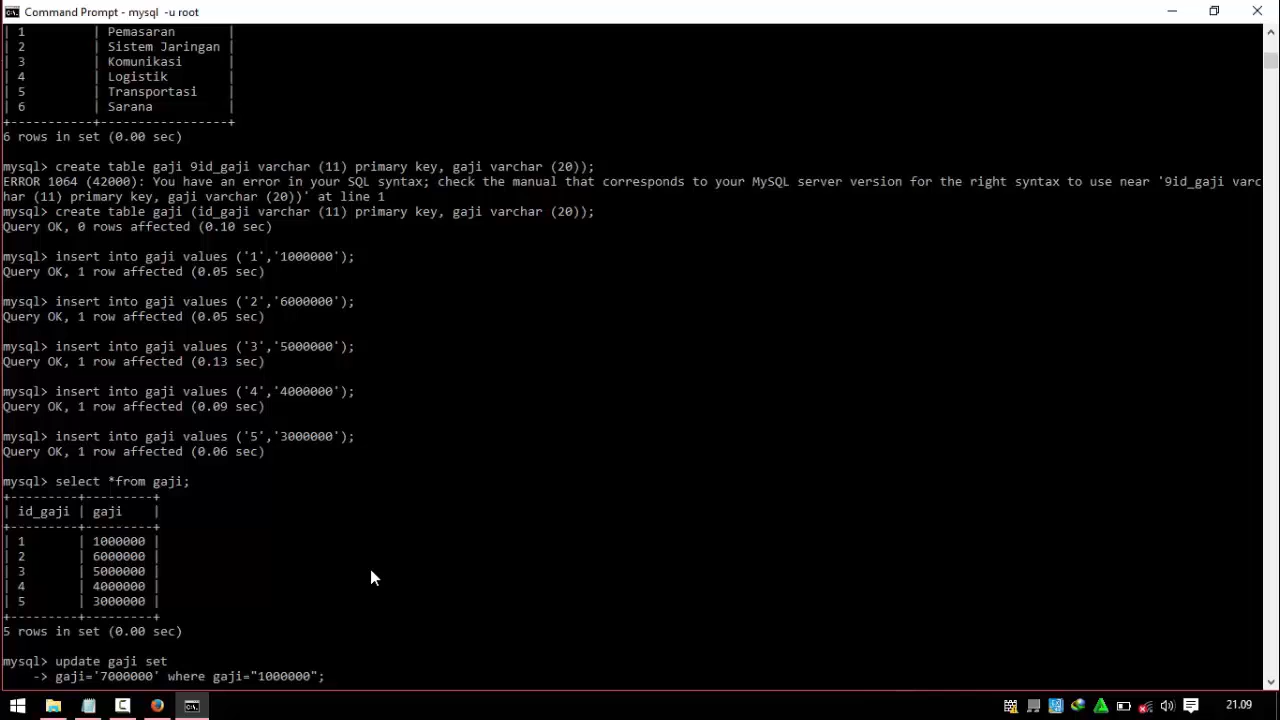 Command Prompt - mysql -u root
| 1 | Pemasaran |
| 2 | Sistem Jaringan |
| 3 | Komunikasi |
| 4 | Logistik |
| 5 | Transportasi |
| 6 | Sarana |
+-----------+-----------------+
6 rows in set (0.00 sec)
mysql> create table gaji 9id_gaji varchar (11) primary key, gaji varchar (20));
ERROR 1064 (42000): You have an error in your SQL syntax; check the manual that corresponds to your MySQL server version for the right syntax to use near '9id_gaji varc
har (11) primary key, gaji varchar (20))' at line 1
mysql> create table gaji (id_gaji varchar (11) primary key, gaji varchar (20));
Query OK, 0 rows affected (0.10 sec)
mysql> insert into gaji values ('1','1000000');
Query OK, 1 row affected (0.05 sec)
mysql> insert into gaji values ('2','6000000');
Query OK, 1 row affected (0.05 sec)
mysql> insert into gaji values ('3','5000000');
Query OK, 1 row affected (0.13 sec)
mysql> insert into gaji values ('4','4000000');
Query OK, 1 row affected (0.09 sec)
mysql> insert into gaji values ('5','3000000');
Query OK, 1 row affected (0.06 sec)
mysql> select *from gaji;
+---------+---------+
| id_gaji | gaji |
+---------+---------+
| 1 | 1000000 |
| 2 | 6000000 |
| 3 | 5000000 |
| 4 | 4000000 |
| 5 | 3000000 |
+---------+---------+
5 rows in set (0.00 sec)
mysql> update gaji set
-> gaji='7000000' where gaji="1000000";
21.09